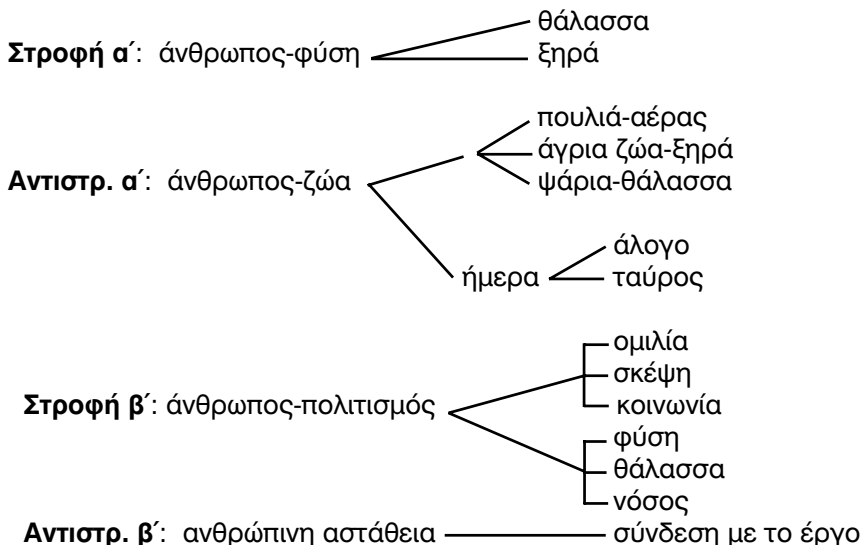 θάλασσα
Στροφή α΄: άνθρωπος-φύση
ξηρά
πουλιά-αέρας
άγρια ζώα-ξηρά
Αντιστρ. α΄: άνθρωπος-ζώα
ψάρια-θάλασσα
άλογο
ήμερα
ταύρος
ομιλία
σκέψη
Στροφή β΄: άνθρωπος-πολιτισμός
κοινωνία
φύση
θάλασσα
νόσος
Αντιστρ. β΄: ανθρώπινη αστάθεια σύνδεση με το έργο